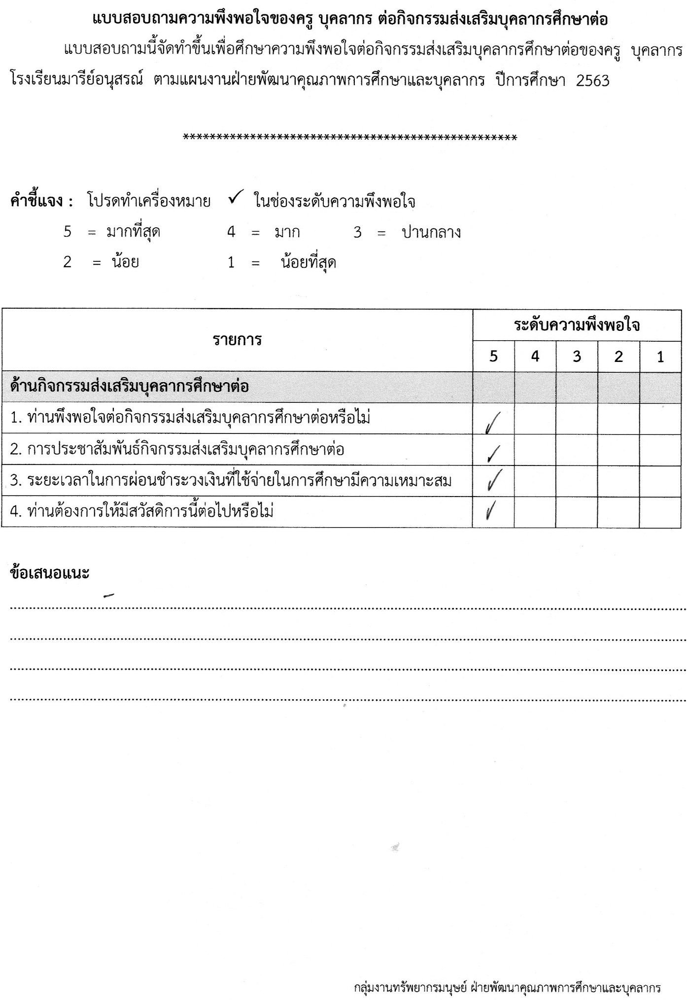 แบบสอบถามความพึงพอใจของครู บุคลากร ต่อกิจกรรมส่งเสริมบุคลากรศึกษาต่อ
แบบสอบถามนี้จัดทำขึ้นเพื่อศึกษาความพึงพอใจต่อกิจกรรมส่งเสริมบุคลากรศึกษาต่อของครู บุคลากร
โรงเรียนมารีย์อนุสรณ์ ตามแผนงานฝ่ายพัฒนาคุณภาพการศึกษาและบุคลากร ปีการศึกษา 2563
**************************************************
คำชี้แจง : โปรดทำเครื่องหมาย ✓ ในช่องระดับความพึงพอใจ
5 = มากที่สุด 4 = มาก 3 = ปานกลาง
2 = น้อย 1 = น้อยที่สุด
รายการ ระดับความพึงพอใจ
5 4 3 2 1
ด้านกิจกรรมส่งเสริมบุคลากรศึกษาต่อ
1. ท่านพึงพอใจต่อกิจกรรมส่งเสริมบุคลากรศึกษาต่อหรือไม่ ✓
2. การประชาสัมพันธ์กิจกรรมส่งเสริมบุคลากรศึกษาต่อ ✓
3. ระยะเวลาในการผ่อนชำระวงเงินที่ใช้จ่ายในการศึกษามีความเหมาะสม ✓
4. ท่านต้องการให้มีสวัสดิการนี้ต่อไปหรือไม่ ✓
ข้อเสนอแนะ
-
กลุ่มงานทรัพยากรมนุษย์ ฝ่ายพัฒนาคุณภาพการศึกษาและบุคลากร